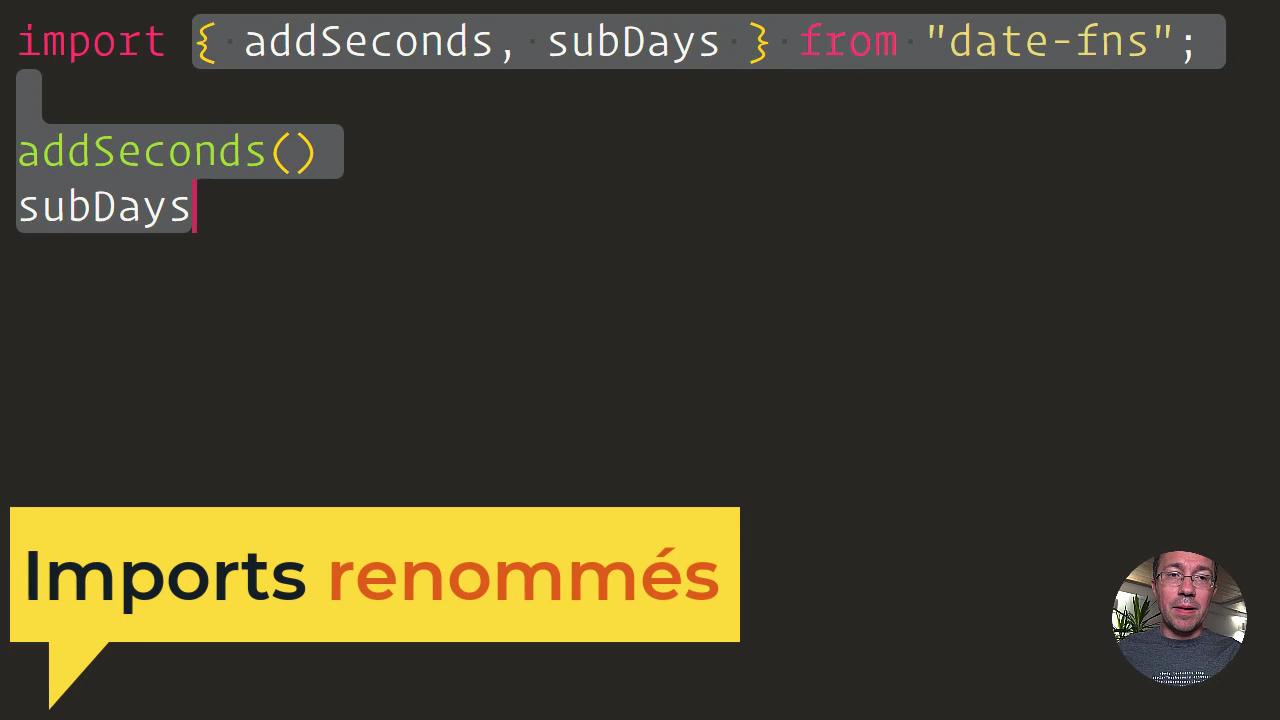 import { addSeconds, subDays } from "date-fns";
addSeconds()
subDays
Imports renommés